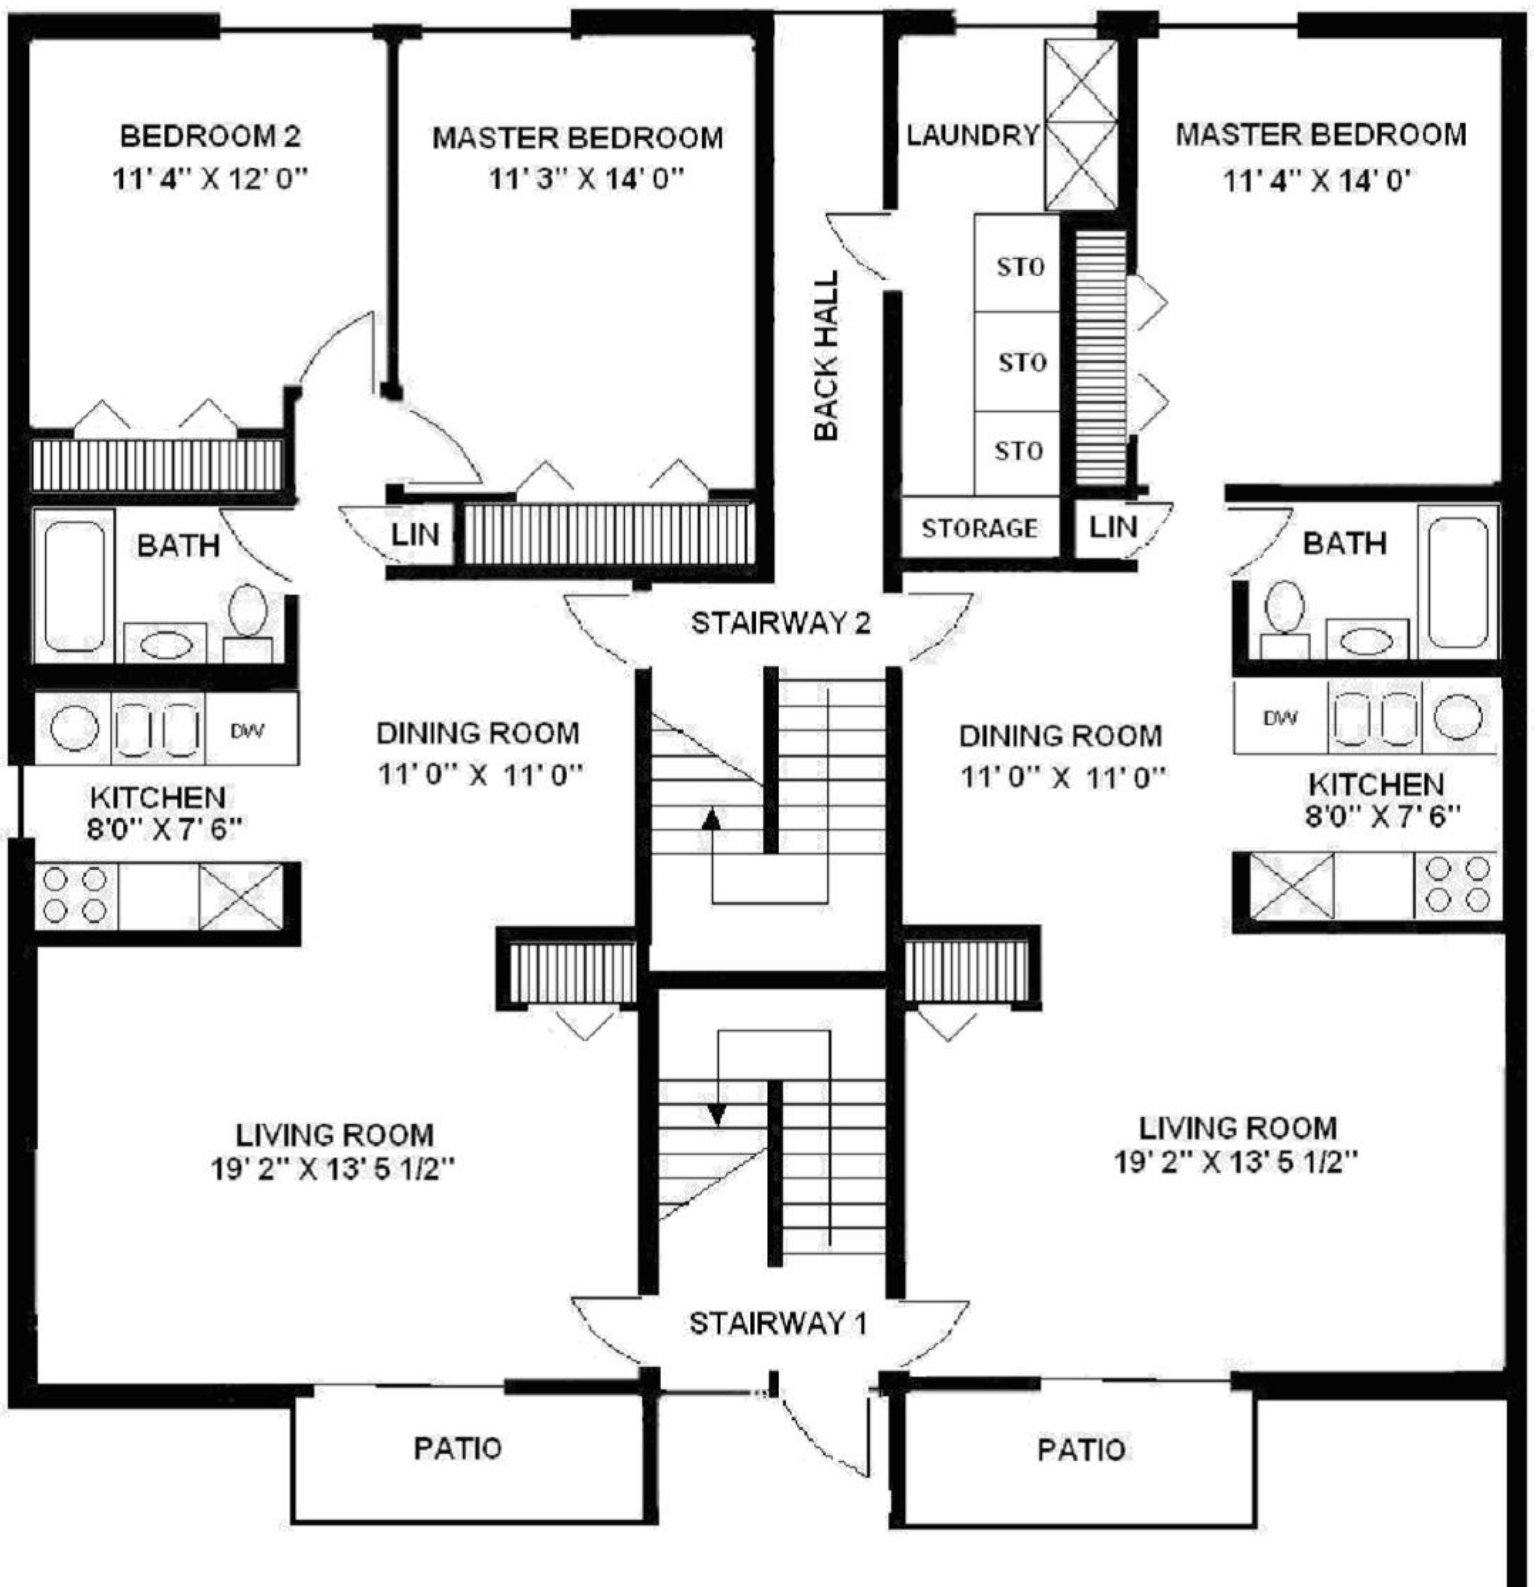 BEDROOM 2
11' 4" X 12' 0"
MASTER BEDROOM
11' 3" X 14' 0"
LAUNDRY
MASTER BEDROOM
11' 4" X 14' 0'
BACK HALL
STO
STO
STO
STORAGE
LIN
BATH
LIN
BATH
STAIRWAY 2
DW
DINING ROOM
11' 0" X 11' 0"
DINING ROOM
11' 0" X 11' 0"
DW
KITCHEN
8'0" X 7' 6"
KITCHEN
8'0" X 7' 6"
LIVING ROOM
19' 2" X 13' 5 1/2"
LIVING ROOM
19' 2" X 13' 5 1/2"
STAIRWAY 1
PATIO
PATIO